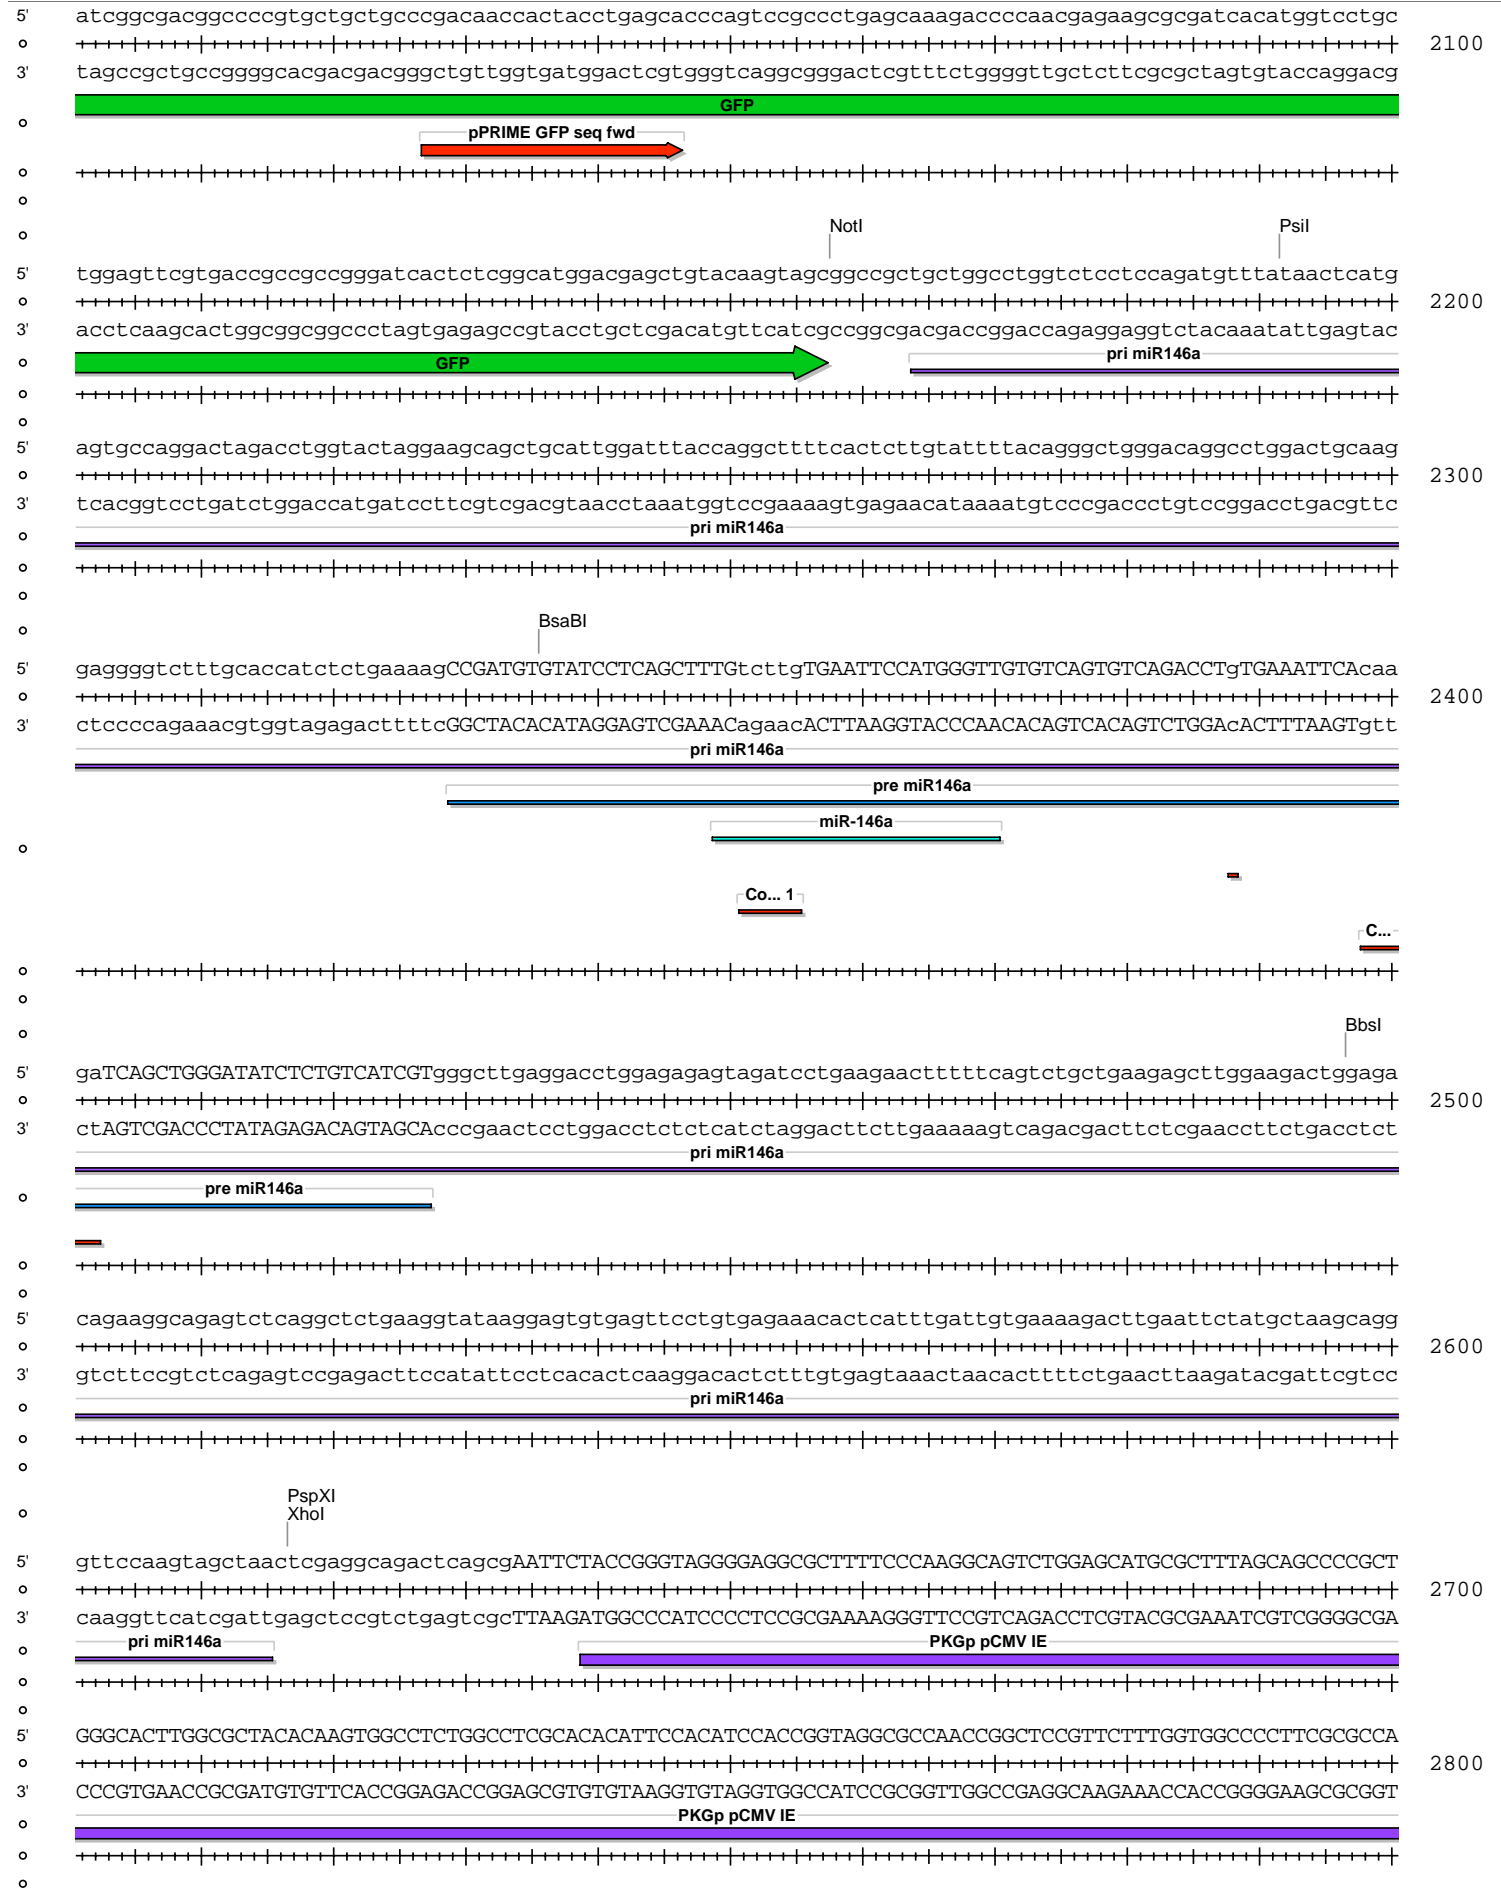 5' atcggcgacggccccgtgctgctgcccgacaaccactacctgagcacccagtccgccctgagcaaagaccccaacgagaagcgcgatcacatggtcctgc
2100
3' tagccgctgccggggcacgacgacgggctgttggtgatggactcgtgggtcaggcgggactcgtttctggggttgctcttcgcgctagtgtaccaggacg
GFP
pPRIME GFP seq fwd
NotI PsiI
5' tggagttcgtgaccgccgccgggatcactctcggcatggacgagctgtacaagtagcggccgctgctggcctggtctcctccagatgtttataactcatg
2200
3' acctcaagcactggcggcggccctagtgagagccgtacctgctcgacatgttcatcgccggcgacgaccggaccagaggaggtctacaaatattgagtac
GFP pri miR146a
5' agtgccaggactagacctggtactaggaagcagctgcattggatttaccaggcttttcactcttgtattttacagggctgggacaggcctggactgcaag
2300
3' tcacggtcctgatctggaccatgatccttcgtcgacgtaacctaaatggtccgaaaagtgagaacataaaatgtcccgaccctgtccggacctgacgttc
pri miR146a
BsaBI
5' gaggggtctttgcaccatctctgaaaagCCGATGTGTATCCTCAGCTTTGtcttgTGAATTCCATGGGTTGTGTCAGTGTCAGACCTgTGAAATTCACaa
2400
3' ctccccagaaacgtggtagagacttttcGGCTACACATAGGAGTCGAAACagaacACTTAAGGTACCCAACACAGTCACAGTCTGGAcACTTTAAGTgtt
pri miR146a
pre miR146a
miR-146a
Co... 1
C...
BbsI
5' gaTCAGCTGGGATATCTCTGTCATCGTgggcttgaggacctggagagagtagatcctgaagaactttttcagtctgctgaagagcttggaagactggaga
2500
3' ctAGTCGACCCTATAGAGACAGTAGCAcccgaactcctggacctctctcatctaggacttcttgaaaaagtcagacgacttctcgaaccttctgacctct
pri miR146a
pre miR146a
5' cagaaggcagagtctcaggctctgaaggtataaggagtgtgagttcctgtgagaaacactcatttgattgtgaaaagacttgaattctatgctaagcagg
2600
3' gtcttccgtctcagagtccgagacttccatattcctcacactcaaggacactctttgtgagtaaactaacacttttctgaacttaagatacgattcgtcc
pri miR146a
PspXI
XhoI
5' gttccaagtagctaactcgaggcagactcagcgAATTCTACCGGGTAGGGGAGGCGCTTTTCCCAAGGCAGTCTGGAGCATGCGCTTTAGCAGCCCCGCT
2700
3' caaggttcatcgattgagctccgtctgagtcgcTTAAGATGGCCCATCCCCTCCGCGAAAAGGGTTCCGTCAGACCTCGTACGCGAAATCGTCGGGGCGA
pri miR146a PKGp pCMV IE
5' GGGCACTTGGCGCTACACAAGTGGCCTCTGGCCTCGCACACATTCCACATCCACCGGTAGGCGCCAACCGGCTCCGTTCTTTGGTGGCCCCTTCGCGCCA
2800
3' CCCGTGAACCGCGATGTGTTCACCGGAGACCGGAGCGTGTGTAAGGTGTAGGTGGCCATCCGCGGTTGGCCGAGGCAAGAAACCACCGGGGAAGCGCGGT
PKGp pCMV IE